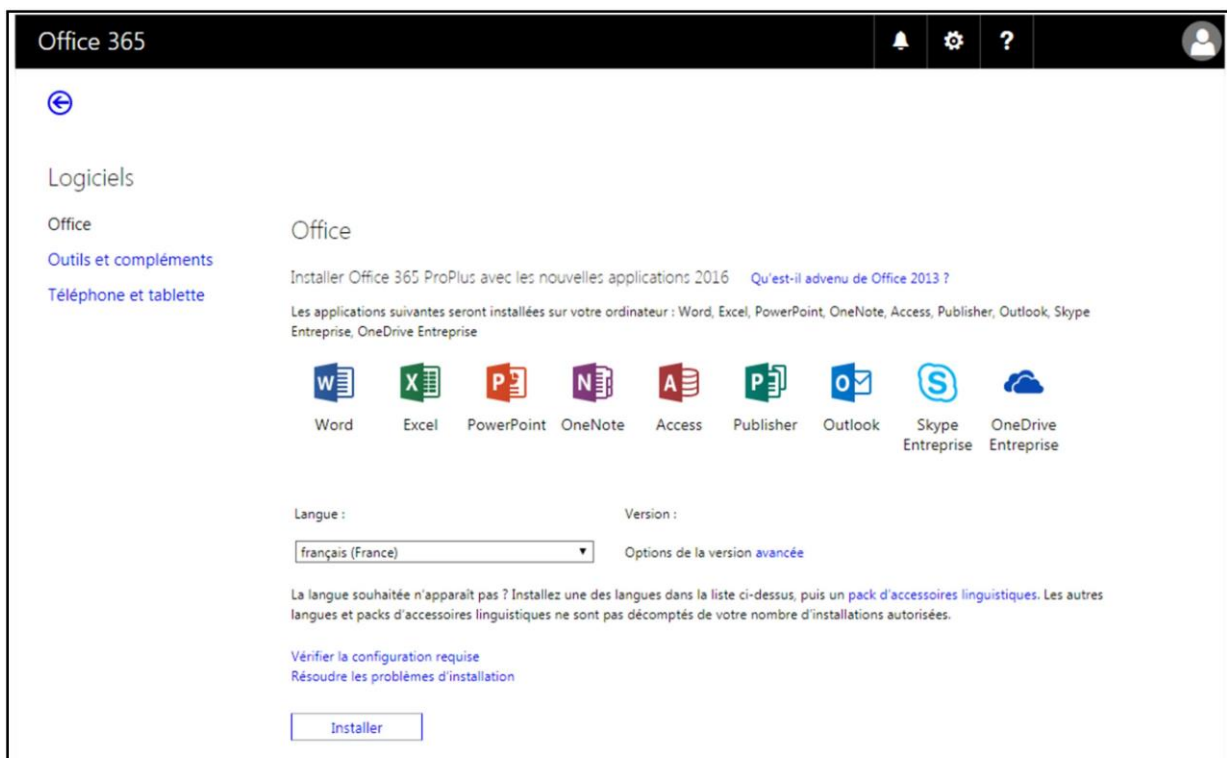 Office 365
?
Logiciels
Office
Outils et compléments
Téléphone et tablette
Office
Installer Office 365 ProPlus avec les nouvelles applications 2016 Qu'est-il advenu de Office 2013 ?
Les applications suivantes seront installées sur votre ordinateur : Word, Excel, PowerPoint, OneNote, Access, Publisher, Outlook, Skype
Entreprise, OneDrive Entreprise
Word Excel PowerPoint OneNote Access Publisher Outlook Skype Entreprise OneDrive Entreprise
Langue : Version :
français (France) Options de la version avancée
La langue souhaitée n'apparaît pas ? Installez une des langues dans la liste ci-dessus, puis un pack d'accessoires linguistiques. Les autres
langues et packs d'accessoires linguistiques ne sont pas décomptés de votre nombre d'installations autorisées.
Vérifier la configuration requise
Résoudre les problèmes d'installation
Installer